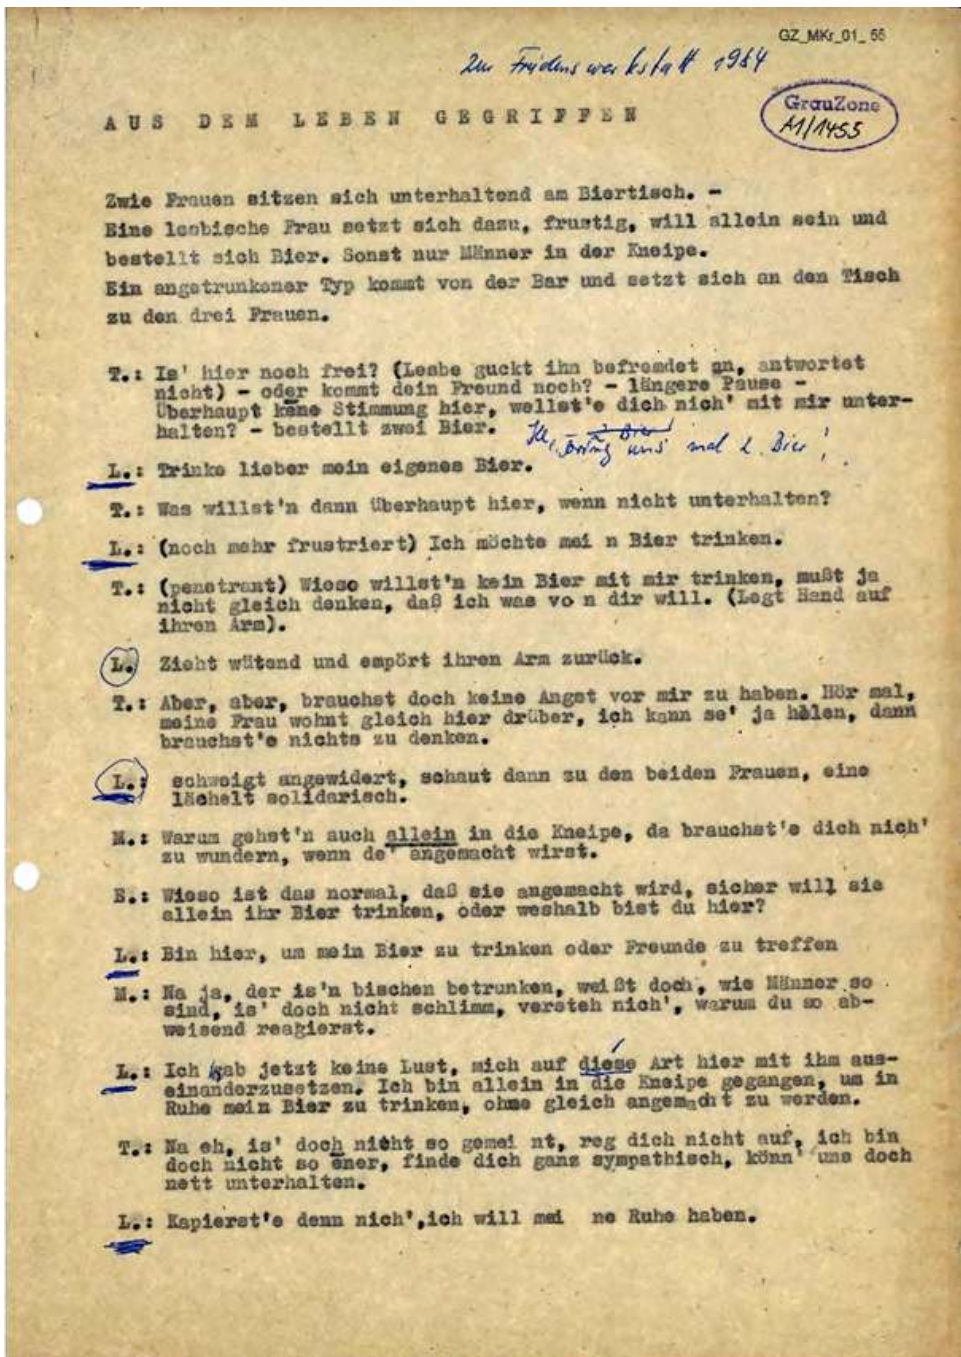 GZ_MKr_01_ 55
Zur Friedenswerkstatt 1984
GrauZone
A1/1455
AUS DEM LEBEN GEGRIFFEN
Zwie Frauen sitzen sich unterhaltend am Biertisch. -
Eine lesbische Frau setzt sich dazu, frustig, will allein sein und
bestellt sich Bier. Sonst nur Männer in der Kneipe.
Ein angetrunkener Typ kommt von der Bar und setzt sich an den Tisch
zu den drei Frauen.
T.: Is' hier noch frei? (Lesbe guckt ihn befremdet an, antwortet
nicht) - oder kommt dein Freund noch? - längere Pause -
Überhaupt kene Stimmung hier, wellst'e dich nich' mit mir unter-
halten? - bestellt zwei Bier.
2 Bier!
uns mal 2 Bier!
L.: Trinke lieber mein eigenes Bier.
T.: Was willst'n dann überhaupt hier, wenn nicht unterhalten?
L.: (noch mehr frustriert) Ich möchte mei n Bier trinken.
T.: (penetrant) Wieso willst'n kein Bier mit mir trinken, mußt ja
nicht gleich denken, daß ich was vo n dir will. (Legt Hand auf
ihren Arm).
L. Zieht wütend und empört ihren Arm zurück.
T.: Aber, aber, brauchst doch keine Angst vor mir zu haben. Hör mal,
meine Frau wohnt gleich hier drüber, ich kann se' ja holen, dann
brauchst'e nichts zu denken.
L.: schweigt angewidert, schaut dann zu den beiden Frauen, eine
lächelt solidarisch.
M.: Warum gehst'n auch allein in die Kneipe, da brauchst'e dich nich'
zu wundern, wenn de' angemacht wirst.
E.: Wieso ist das normal, daß sie angemacht wird, sicher will sie
allein ihr Bier trinken, oder weshalb bist du hier?
L.: Bin hier, um mein Bier zu trinken oder Freunde zu treffen
M.: Na ja, der is'n bischen betrunken, weißt doch, wie Männer so
sind, is' doch nicht schlimm, versteh nich', warum du so ab-
weisend reagierst.
L.: Ich hab jetzt keine Lust, mich auf diese Art hier mit ihm aus-
einanderzusetzen. Ich bin allein in die Kneipe gegangen, um in
Ruhe mein Bier zu trinken, ohne gleich angemacht zu werden.
T.: Na eh, is' doch nicht so gemei nt, reg dich nicht auf, ich bin
doch nicht so ener, finde dich ganz sympathisch, könn' uns doch
nett unterhalten.
L.: Kapierst'e denn nich',ich will mei ne Ruhe haben.